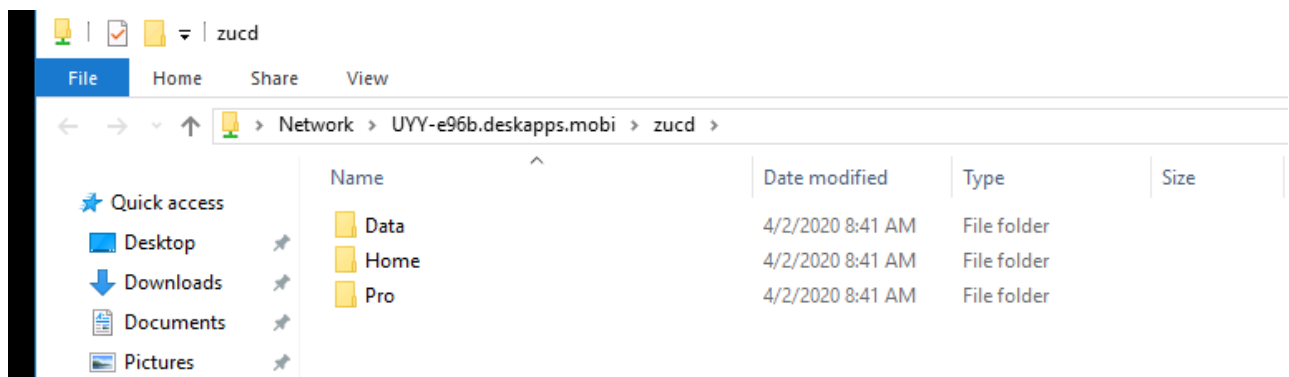 zucd
File Home Share View
Network > UYY-e96b.deskapps.mobi > zucd >
Name Date modified Type Size
Quick access
Data 4/2/2020 8:41 AM File folder
Desktop
Home 4/2/2020 8:41 AM File folder
Downloads
Pro 4/2/2020 8:41 AM File folder
Documents
Pictures